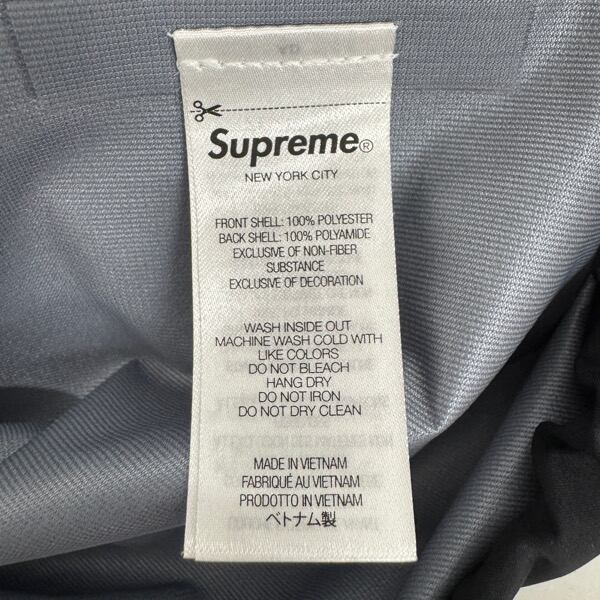 Supreme®
NEW YORK CITY
FRONT SHELL: 100% POLYESTER
BACK SHELL: 100% POLYAMIDE
EXCLUSIVE OF NON-FIBER
SUBSTANCE
EXCLUSIVE OF DECORATION
WASH INSIDE OUT
MACHINE WASH COLD WITH
LIKE COLORS
DO NOT BLEACH
HANG DRY
DO NOT IRON
DO NOT DRY CLEAN
MADE IN VIETNAM
FABRIQUÉ AU VIETNAM
PRODOTTO IN VIETNAM
ベトナム製